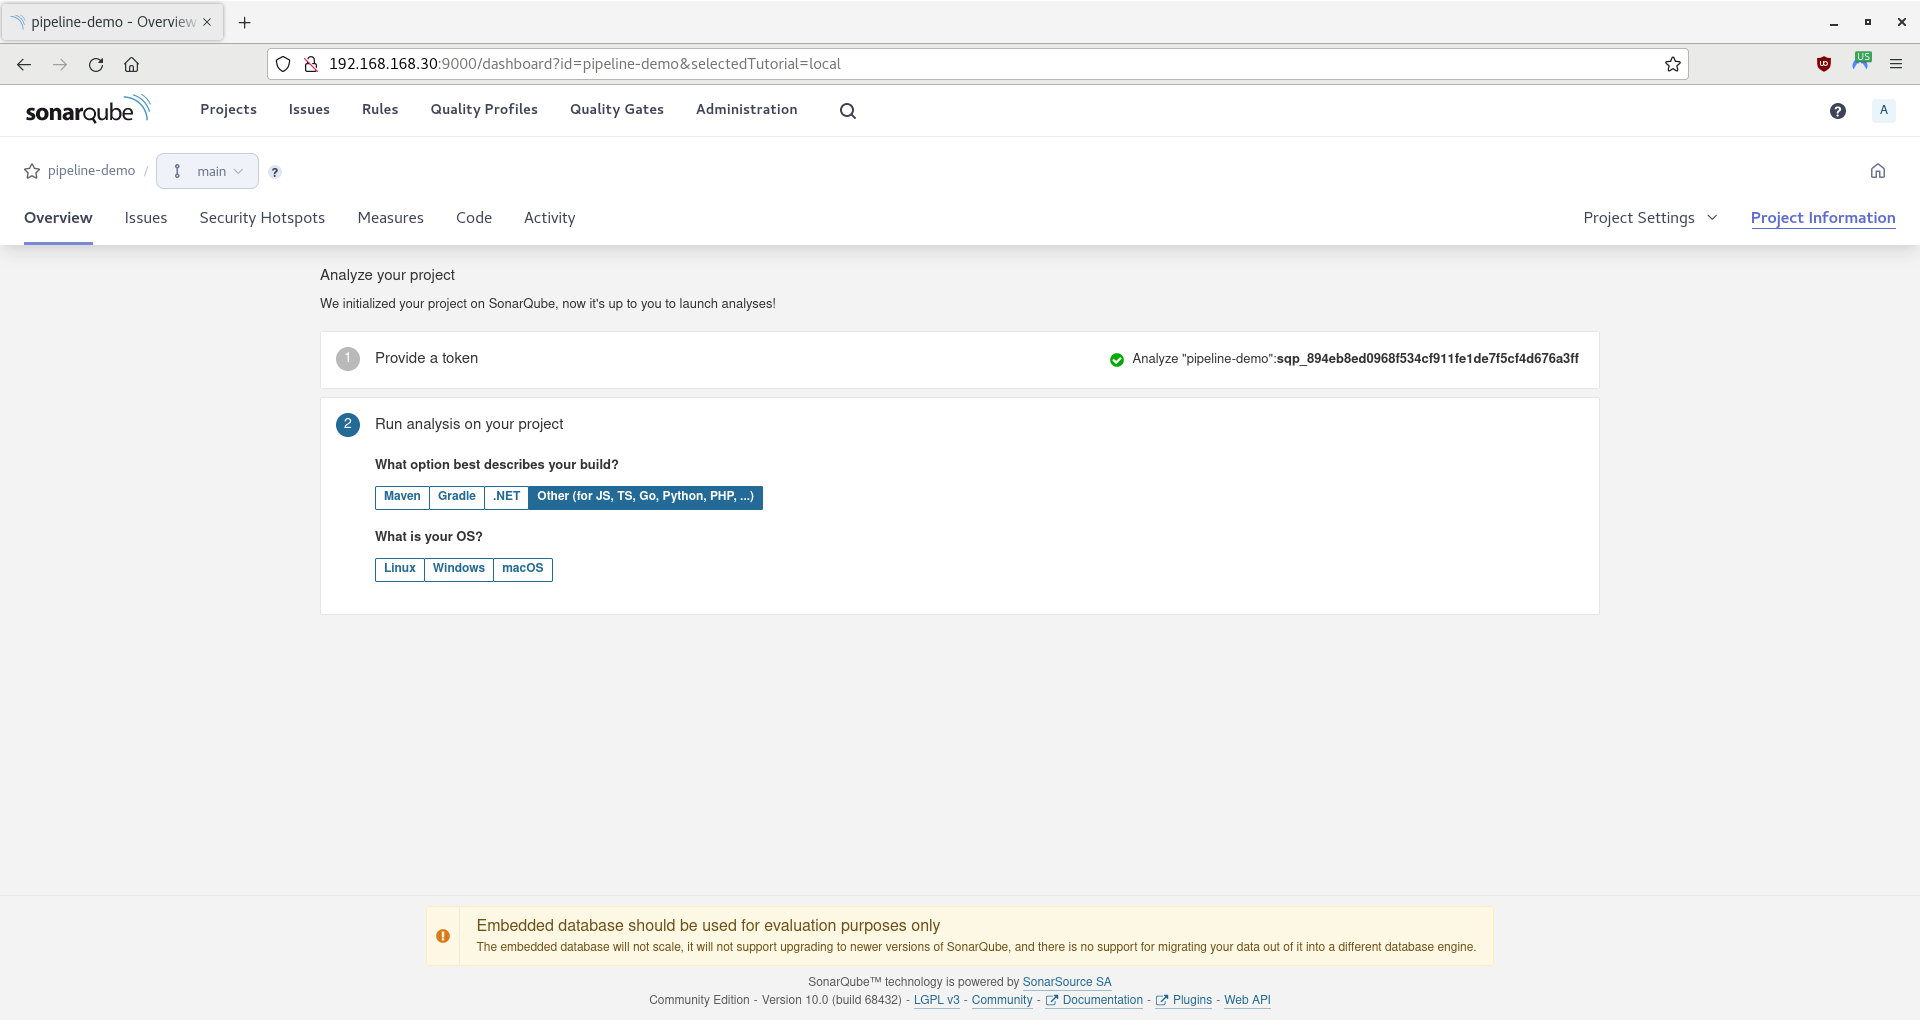 pipeline-demo - Overview
192.168.168.30:9000/dashboard?id=pipeline-demo&selectedTutorial=local
US
sonarqube Projects Issues Rules Quality Profiles Quality Gates Administration ? A
pipeline-demo / main ?
Overview Issues Security Hotspots Measures Code Activity Project Settings Project Information
Analyze your project
We initialized your project on SonarQube, now it's up to you to launch analyses!
1 Provide a token Analyze "pipeline-demo":sqp_894eb8ed0968f534cf911fe1de7f5cf4d676a3ff
2 Run analysis on your project
What option best describes your build?
Maven Gradle .NET Other (for JS, TS, Go, Python, PHP, ...)
What is your OS?
Linux Windows macOS
Embedded database should be used for evaluation purposes only
The embedded database will not scale, it will not support upgrading to newer versions of SonarQube, and there is no support for migrating your data out of it into a different database engine.
SonarQube™ technology is powered by SonarSource SA
Community Edition - Version 10.0 (build 68432) - LGPL v3 - Community - Documentation - Plugins - Web API